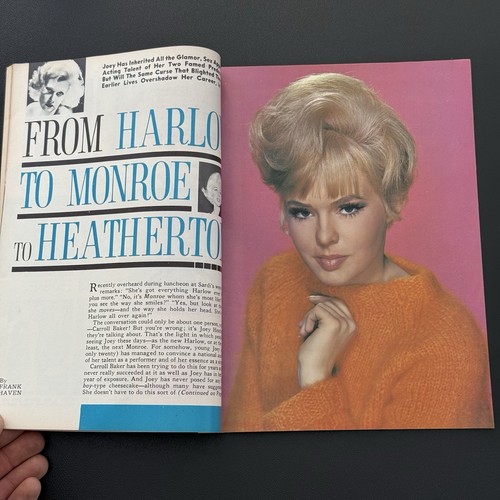 Joey Has Inherited All the Glamor, Sex
Acting Talent of Her Two Famed
But Will The Same Curse That Blighted
Earlier Lives Overshadow Her Career,
FROM HARLO
TO MONROE
TO HEATHERTO
Recently overheard during luncheon at Sardi's
remarks: "She's got everything Harlow
plus more." "No, it's Monroe whom she's most
you see the way she smiles?" "Yes, but look at
she moves—and the way she holds her head.
Harlow all over again!"
The conversation could only be about one person,
—Carroll Baker! But you're wrong; it's Joey
they're talking about. That's the light in which
seeing Joey these days—as the new Harlow, or at
least, the next Monroe. For somehow, young Joey
only twenty) has managed to convince a national
of her talent as a performer and of her essence as a
Carroll Baker has been trying to do this for years
never really succeeded at it as well as Joey has in
year of exposure. And Joey has never posed for
boy-type cheesecake—although many have
She doesn't have to do this sort of (Continued on
By
FRANK
HAVEN